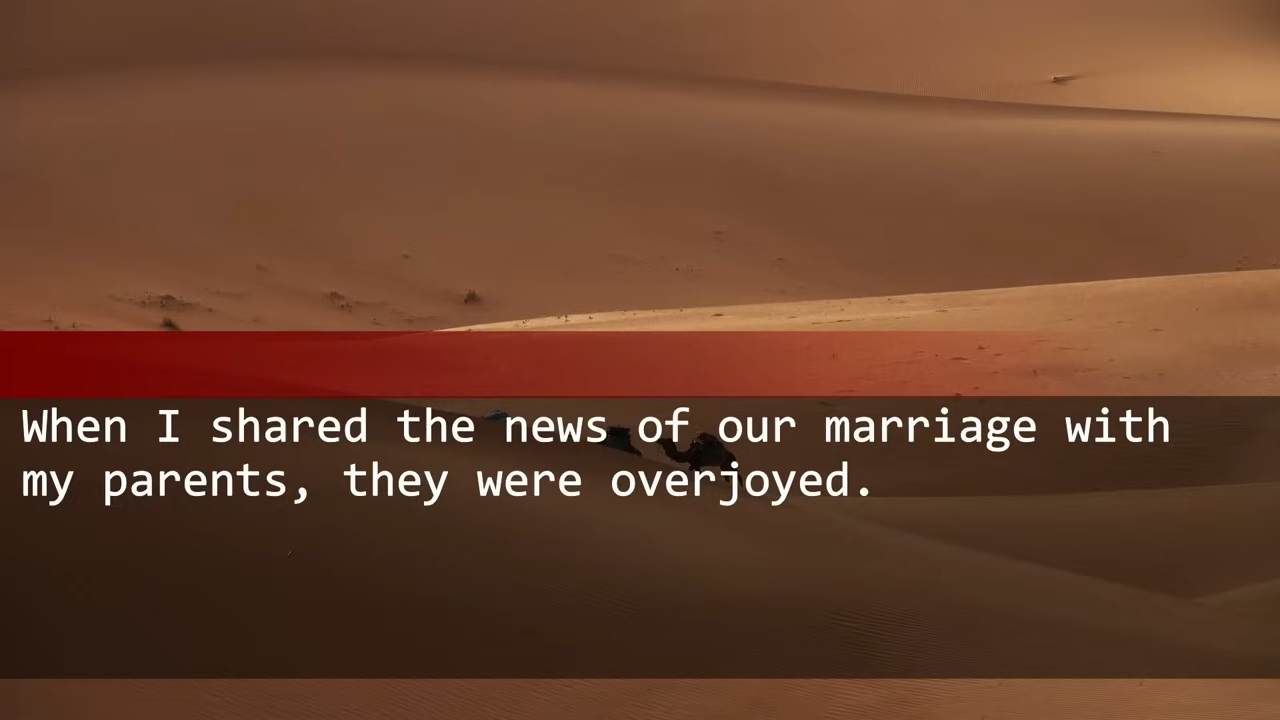 When I shared the news of our marriage with
my parents, they were overjoyed.